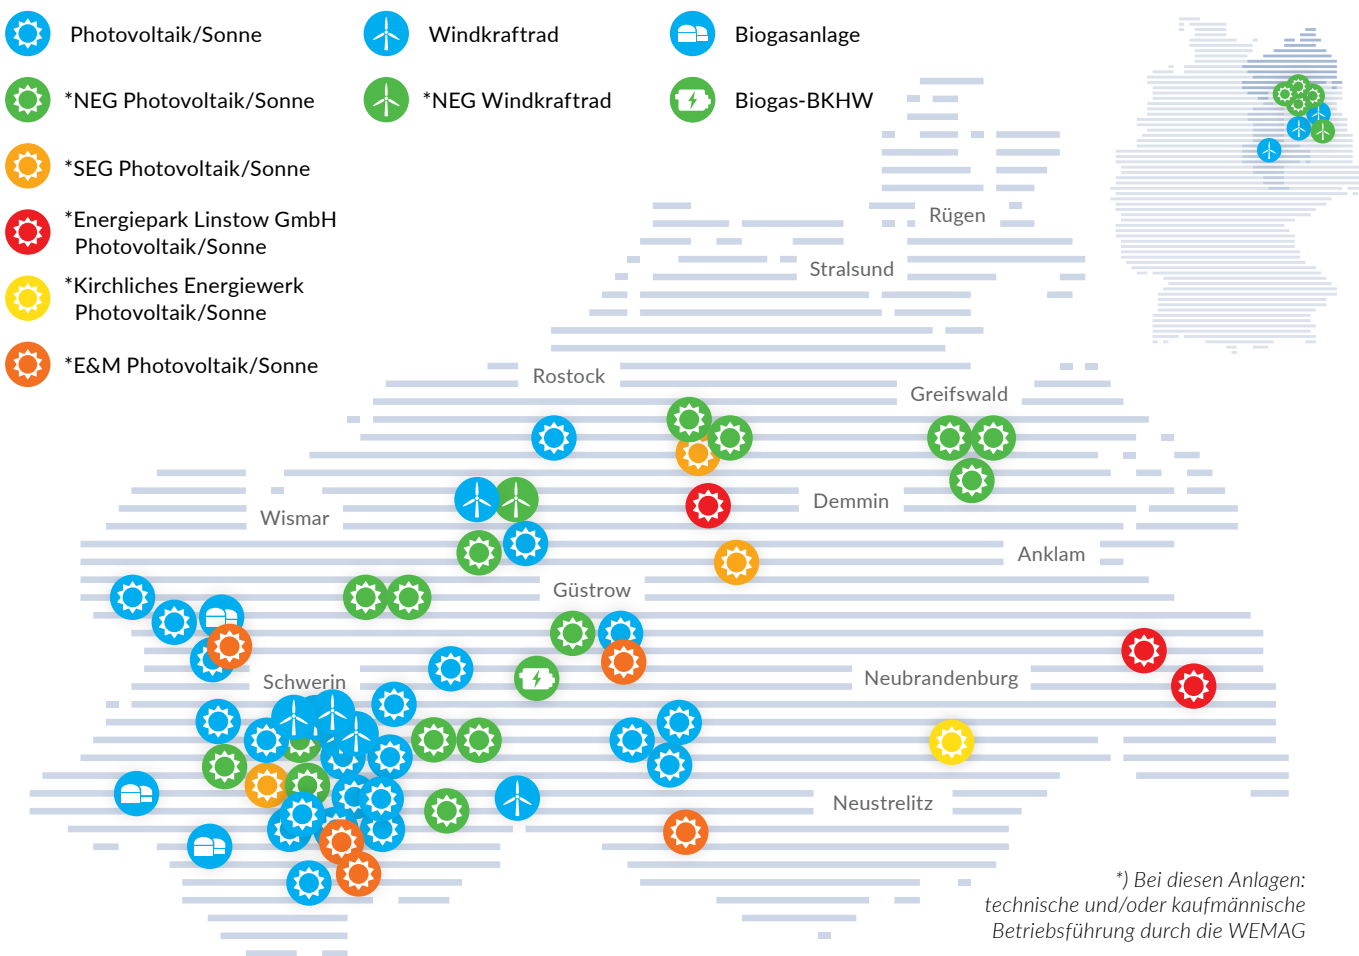 Photovoltaik/Sonne
Windkraftrad
Biogasanlage
*NEG Photovoltaik/Sonne
*NEG Windkraftrad
Biogas-BKHW
*SEG Photovoltaik/Sonne
*Energiepark Linstow GmbH
Photovoltaik/Sonne
*Kirchliches Energiewerk
Photovoltaik/Sonne
*E&M Photovoltaik/Sonne
Rügen
Stralsund
Rostock
Greifswald
Demmin
Wismar
Anklam
Güstrow
Neubrandenburg
Schwerin
Neustrelitz
*) Bei diesen Anlagen:
technische und/oder kaufmännische
Betriebsführung durch die WEMAG